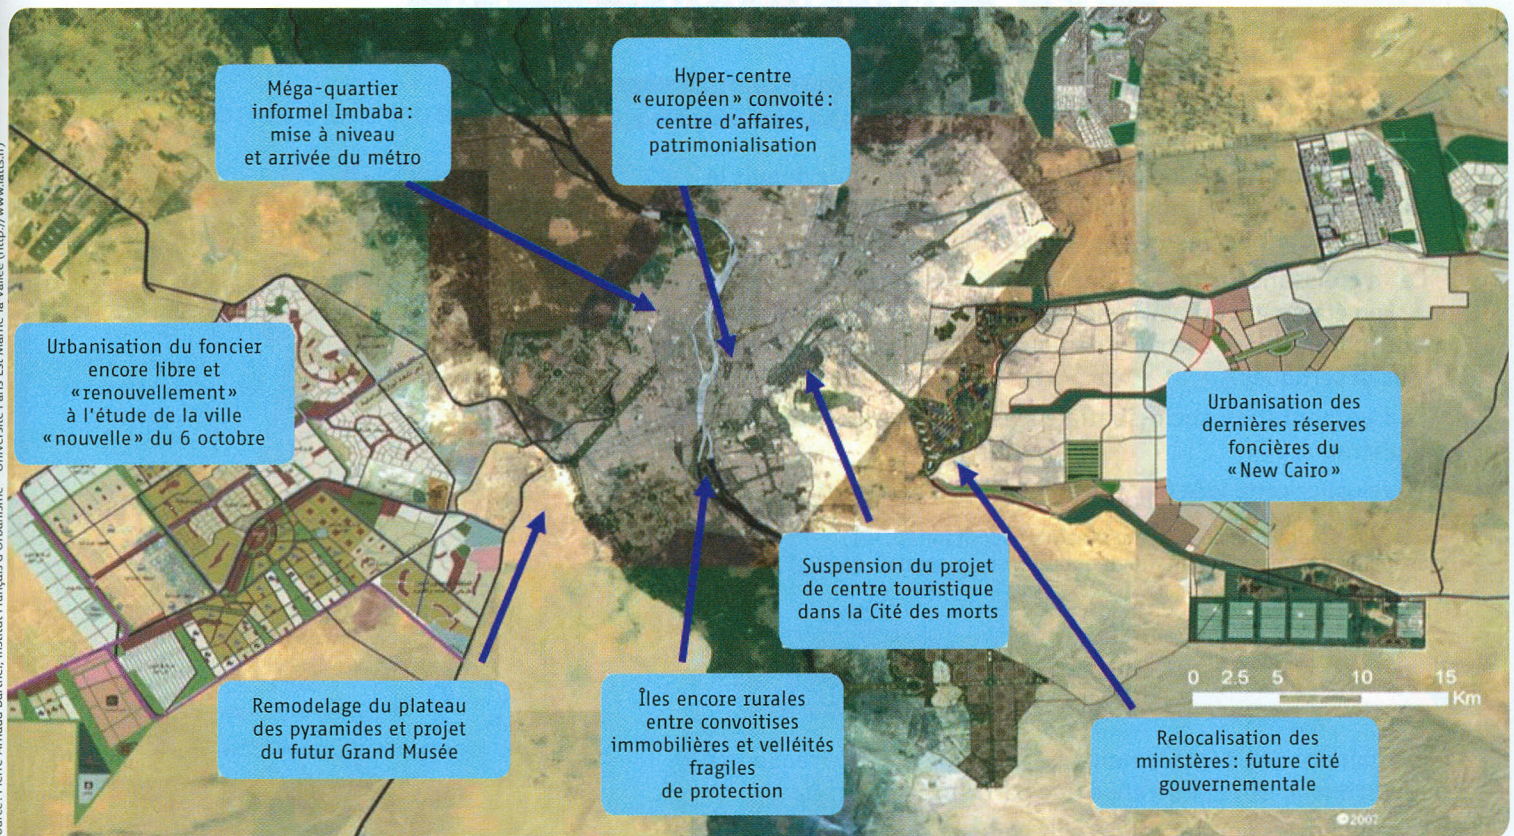 Méga-quartier
informel Imbaba :
mise à niveau
et arrivée du métro
Hyper-centre
«européen» convoité :
centre d'affaires,
patrimonialisation
Urbanisation du foncier
encore libre et
«renouvellement»
à l'étude de la ville
«nouvelle» du 6 octobre
Urbanisation des
dernières réserves
foncières du
«New Cairo»
Suspension du projet
de centre touristique
dans la Cité des morts
Remodelage du plateau
des pyramides et projet
du futur Grand Musée
Îles encore rurales
entre convoitises
immobilières et velléités
fragiles
de protection
Relocalisation des
ministères : future cité
gouvernementale
0 2.5 5 10 15
Km